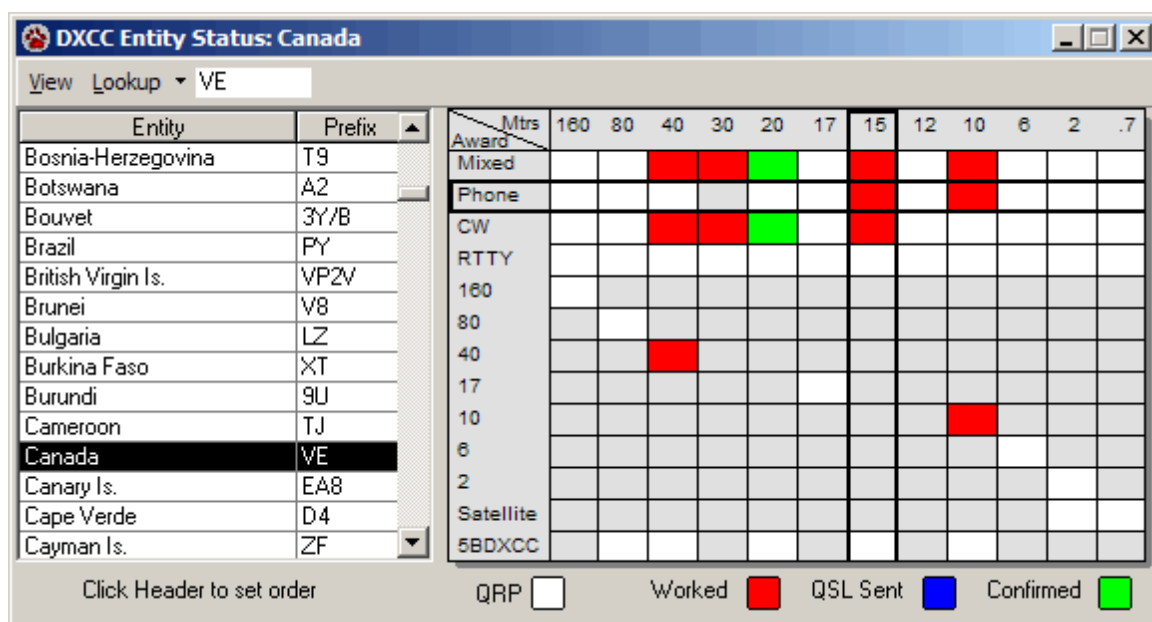 DXCC Entity Status: Canada
View Lookup VE
Entity Prefix
Bosnia-Herzegovina T9
Botswana A2
Bouvet 3Y/B
Brazil PY
British Virgin Is. VP2V
Brunei V8
Bulgaria LZ
Burkina Faso XT
Burundi 9U
Cameroon TJ
Canada VE
Canary Is. EA8
Cape Verde D4
Cayman Is. ZF
Click Header to set order
Mtrs 160 80 40 30 20 17 15 12 10 6 2 .7
Award
Mixed
Phone
CW
RTTY
160
80
40
17
10
6
2
Satellite
5BDXCC
QRP Worked QSL Sent Confirmed